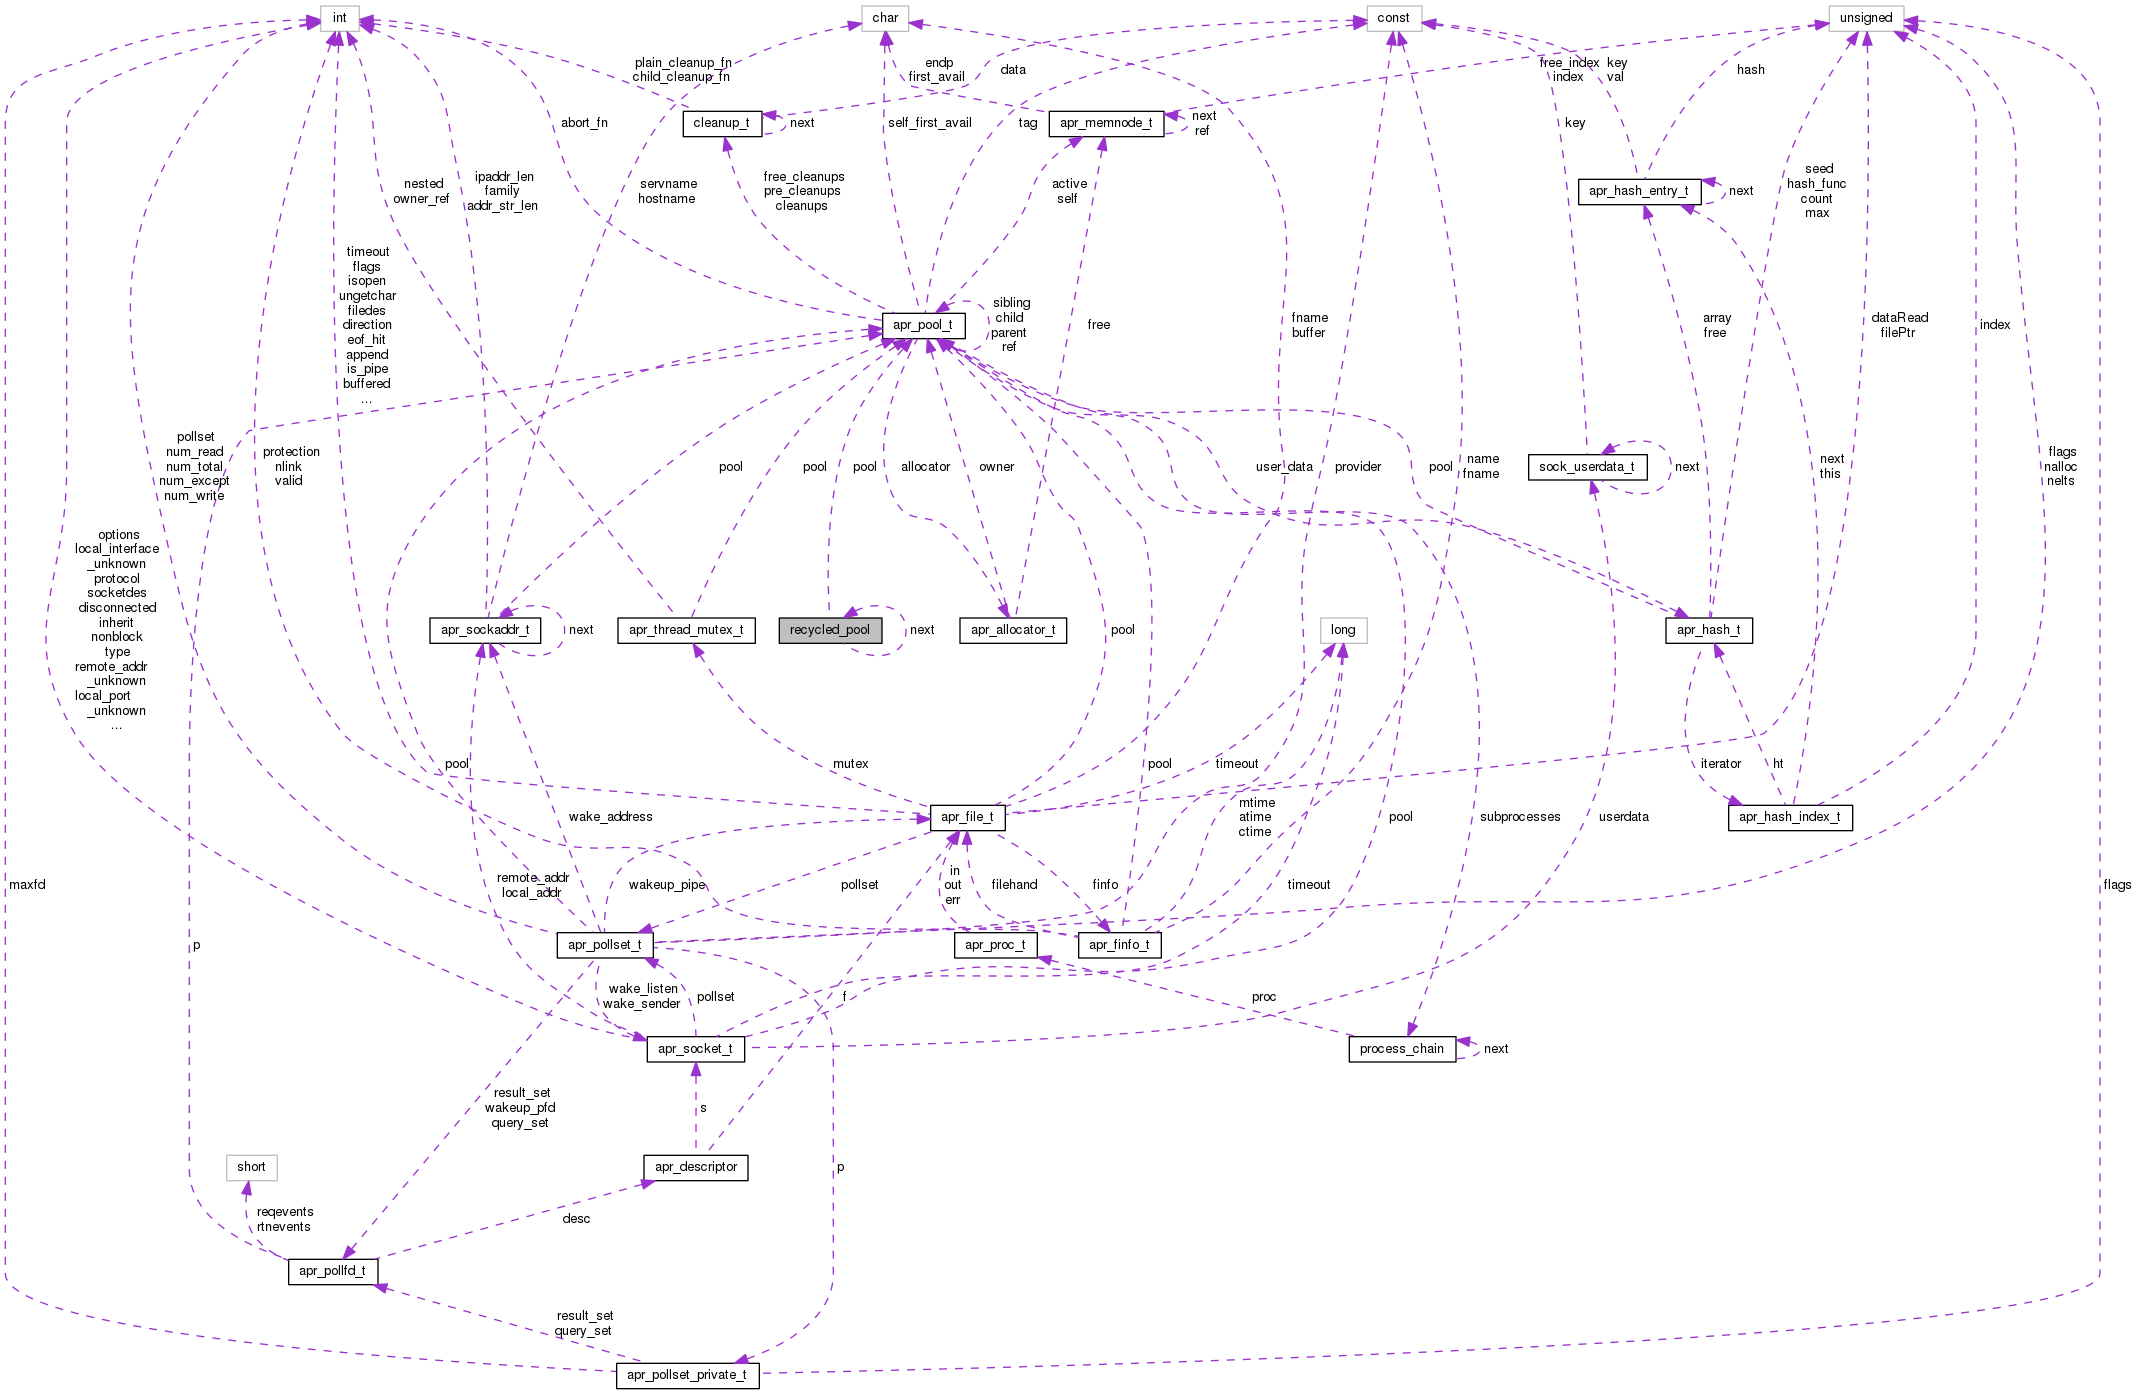 int
char
const
unsigned
plain_cleanup_fn
child_cleanup_fn
endp
first_avail
data
free_index
index
key
val
hash
cleanup_t
next
apr_memnode_t
next
ref
abort_fn
self_first_avail
tag
key
apr_hash_entry_t
next
nested
owner_ref
ipaddr_len
family
addr_str_len
servname
hostname
free_cleanups
pre_cleanups
cleanups
active
self
seed
hash_func
count
max
timeout
flags
isopen
ungetchar
filedes
direction
eof_hit
append
is_pipe
buffered
...
apr_pool_t
sibling
child
parent
ref
free
fname
buffer
array
free
dataRead
filePtr
index
pollset
num_read
num_total
num_except
num_write
protection
nlink
valid
pool
pool
pool
allocator
owner
user_data
provider
pool
name
fname
sock_userdata_t
next
next
this
flags
nalloc
nelts
options
local_interface
_unknown
protocol
socketdes
disconnected
inherit
nonblock
type
remote_addr
_unknown
local_port
_unknown
...
apr_sockaddr_t
next
apr_thread_mutex_t
recycled_pool
next
apr_allocator_t
pool
long
apr_hash_t
pool
mutex
timeout
pool
iterator
ht
wake_address
apr_file_t
mtime
atime
ctime
pool
subprocesses
userdata
apr_hash_index_t
maxfd
remote_addr
local_addr
wakeup_pipe
pollset
in
out
err
filehand
finfo
timeout
flags
p
apr_pollset_t
apr_proc_t
apr_finfo_t
wake_listen
wake_sender
pollset
f
proc
apr_socket_t
process_chain
next
result_set
wakeup_pfd
query_set
s
short
apr_descriptor
p
reqevents
rtnevents
desc
apr_pollfd_t
result_set
query_set
apr_pollset_private_t